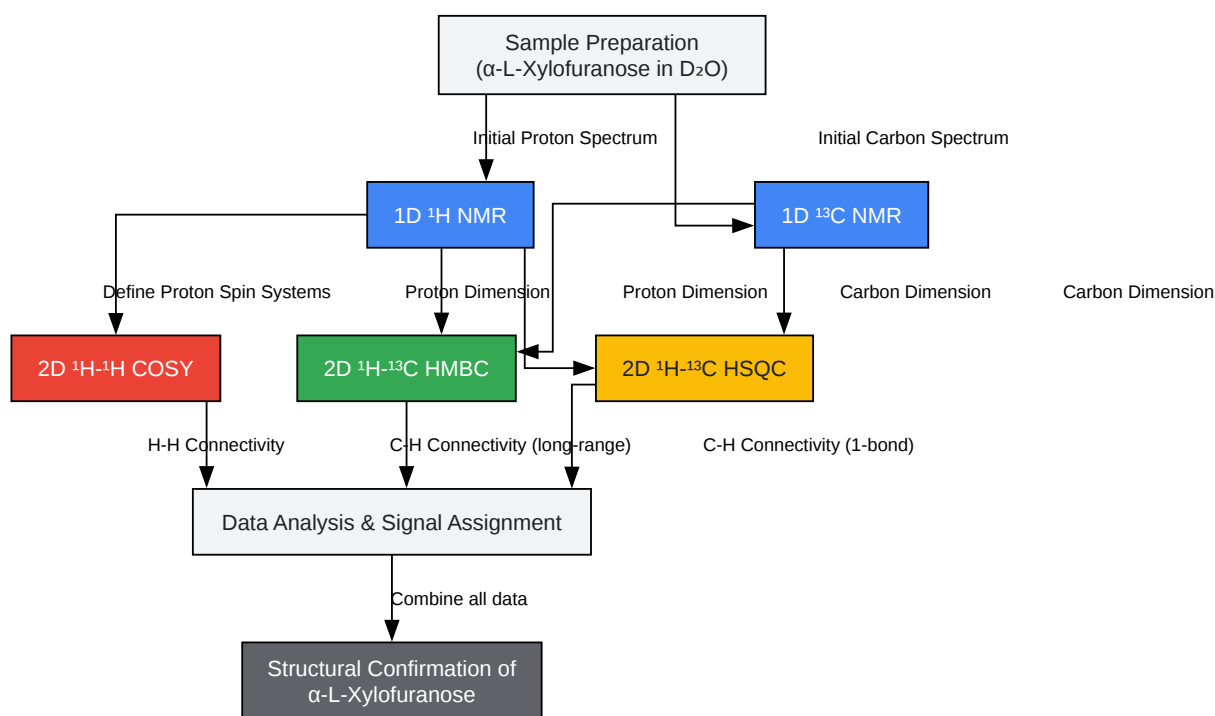 Sample Preparation
(α-L-Xylofuranose in D₂O)
Initial Proton Spectrum
Initial Carbon Spectrum
1D ¹H NMR
1D ¹³C NMR
Define Proton Spin Systems
Proton Dimension
Proton Dimension
Carbon Dimension
Carbon Dimension
2D ¹H-¹H COSY
2D ¹H-¹³C HMBC
2D ¹H-¹³C HSQC
H-H Connectivity
C-H Connectivity (long-range)
C-H Connectivity (1-bond)
Data Analysis & Signal Assignment
Combine all data
Structural Confirmation of
α-L-Xylofuranose